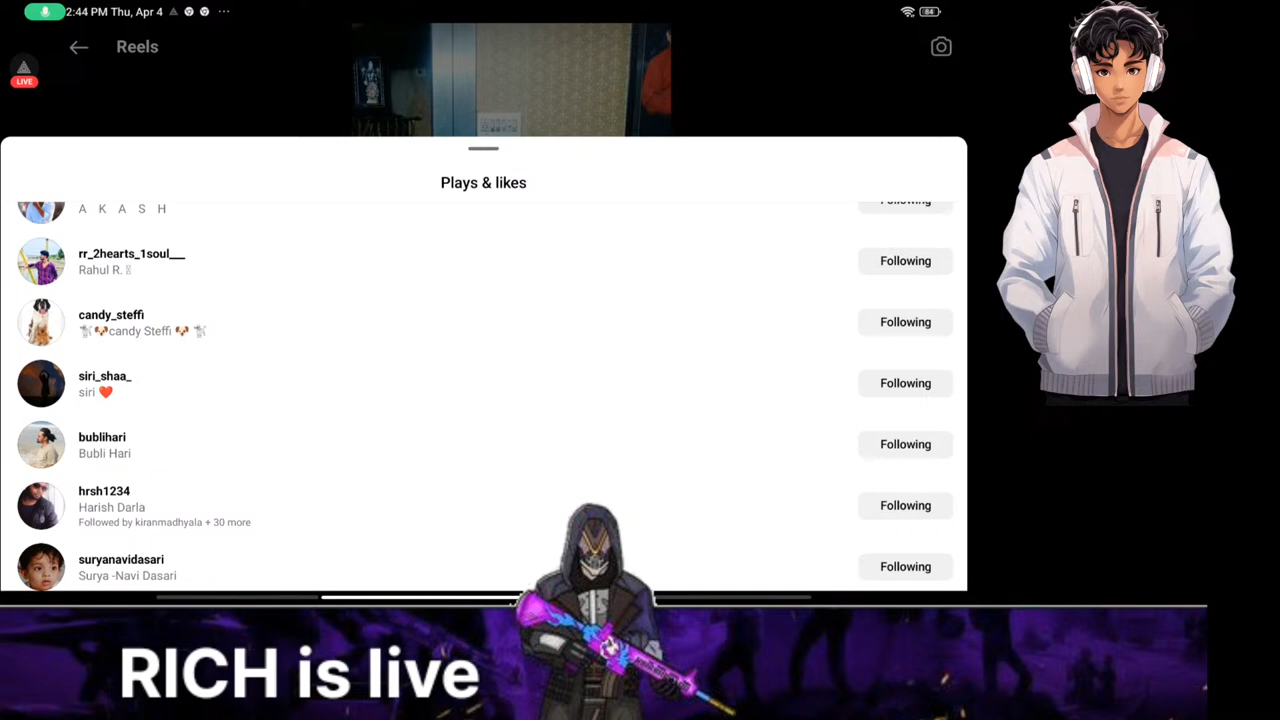 2:44 PM Thu, Apr 4
84
Reels
LIVE
Plays & likes
A K A S H
Following
rr_2hearts_1soul___
Rahul R.
Following
candy_steffi
🐩🐶candy Steffi 🐶🐩
Following
siri_shaa_
siri ❤️
Following
bublihari
Bubli Hari
Following
hrsh1234
Harish Darla
Followed by kiranmadhyala + 30 more
Following
suryanavidasari
Surya -Navi Dasari
Following
RICH is live